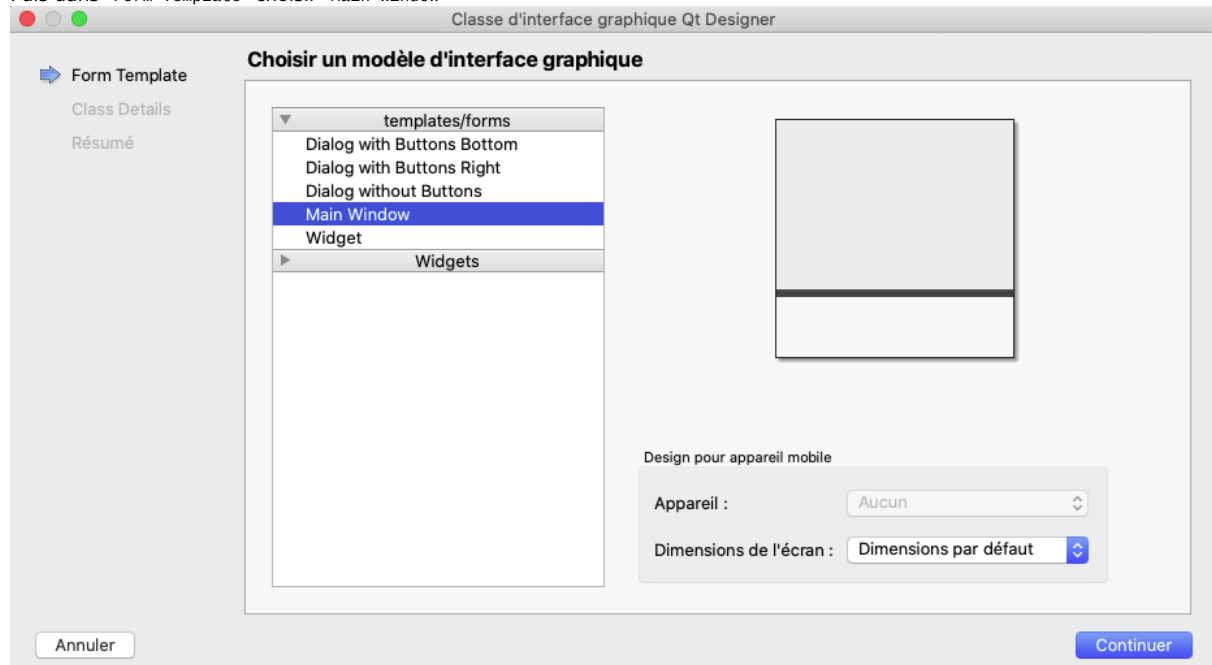 Classe d'interface graphique Qt Designer
Choisir un modèle d'interface graphique
Form Template
Class Details
Résumé
templates/forms
Dialog with Buttons Bottom
Dialog with Buttons Right
Dialog without Buttons
Main Window
Widget
Widgets
Design pour appareil mobile
Appareil :
Aucun
Dimensions de l'écran :
Dimensions par défaut
Annuler
Continuer